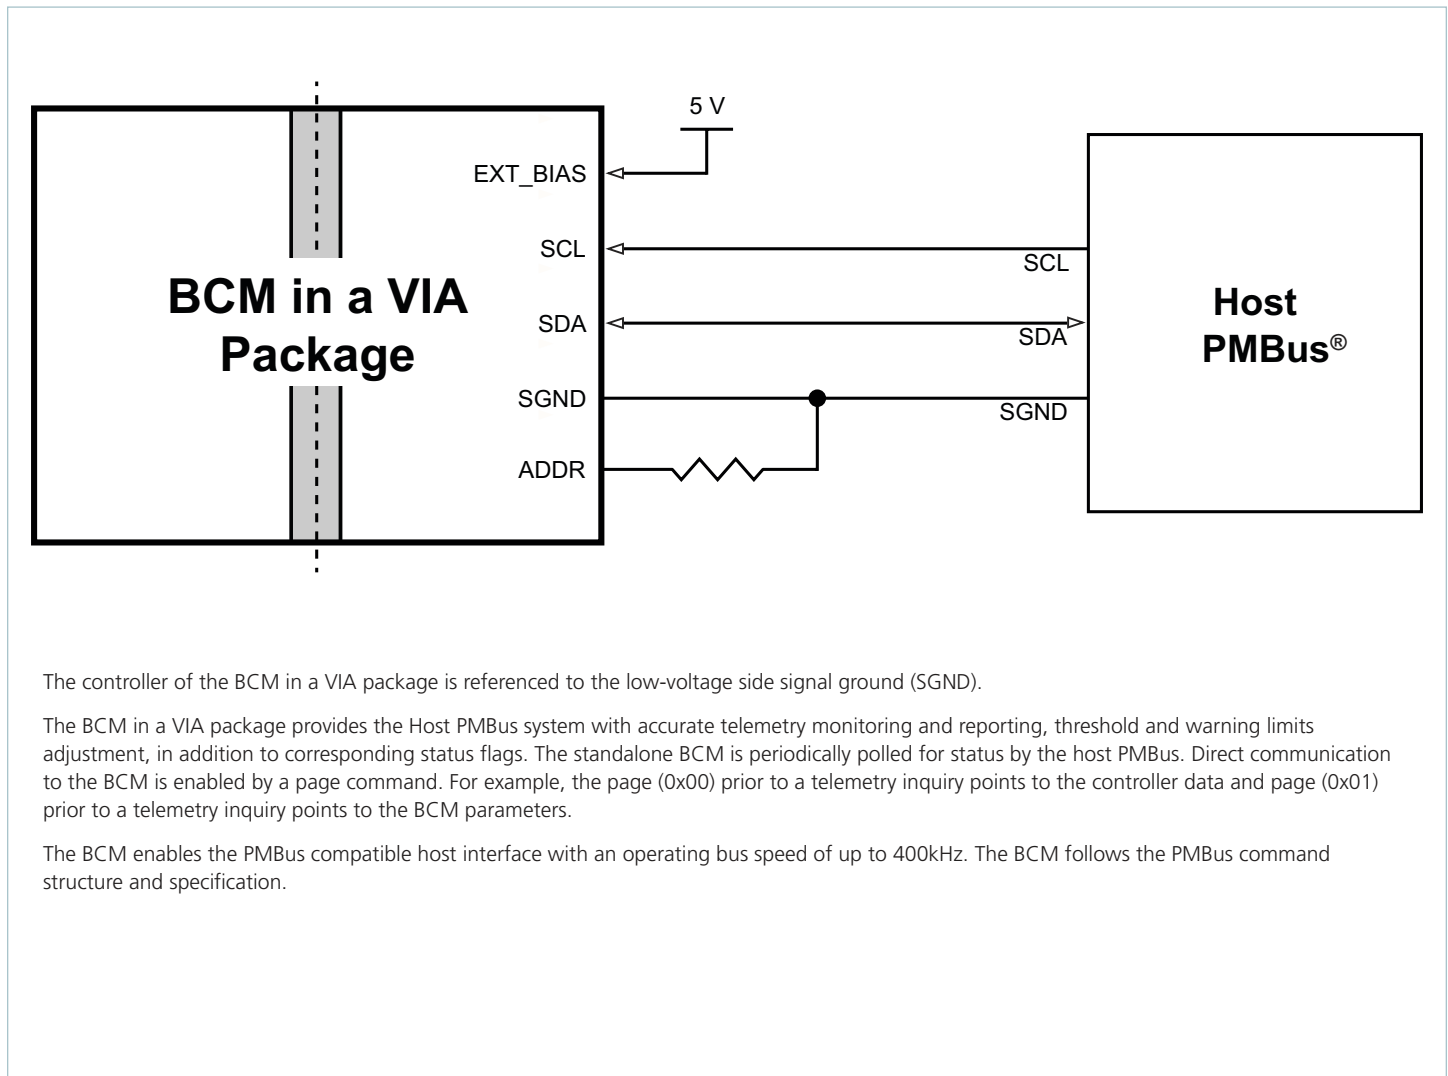 5 V
EXT_BIAS
SCL
SCL
BCM in a VIA
Package
SDA
SDA
Host
PMBus®
SGND
SGND
ADDR
The controller of the BCM in a VIA package is referenced to the low-voltage side signal ground (SGND).
The BCM in a VIA package provides the Host PMBus system with accurate telemetry monitoring and reporting, threshold and warning limits
adjustment, in addition to corresponding status flags. The standalone BCM is periodically polled for status by the host PMBus. Direct communication
to the BCM is enabled by a page command. For example, the page (0x00) prior to a telemetry inquiry points to the controller data and page (0x01)
prior to a telemetry inquiry points to the BCM parameters.
The BCM enables the PMBus compatible host interface with an operating bus speed of up to 400kHz. The BCM follows the PMBus command
structure and specification.